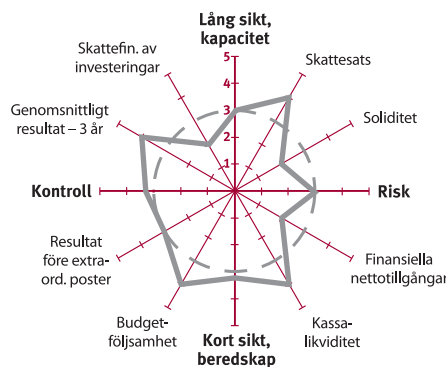 Lång sikt,
kapacitet
Skattefin. av
investeringar
Skattesats
Genomsnittligt
resultat – 3 år
Soliditet
5
4
3
2
1
Kontroll
Risk
Resultat
före extra-
ord. poster
Finansiella
nettotillgångar
Budget-
följsamhet
Kassa-
likviditet
Kort sikt,
beredskap